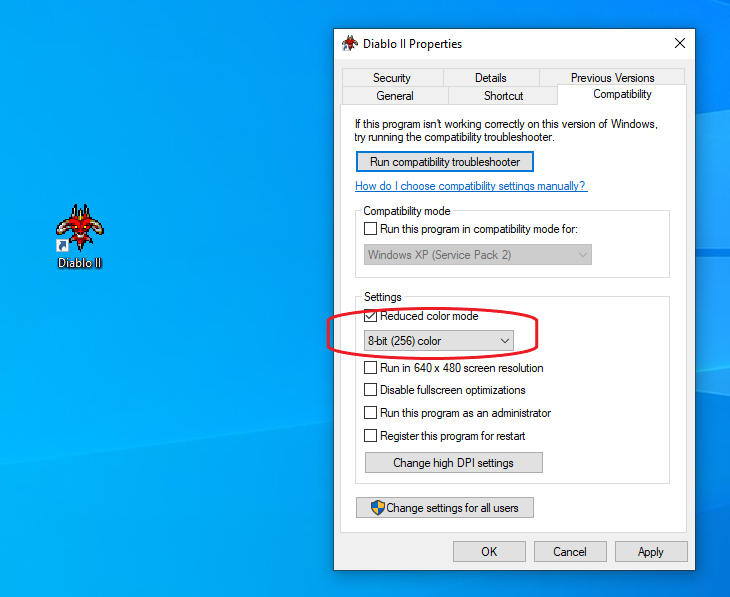 Diablo II Properties
Security
Details
Previous Versions
General
Shortcut
Compatibility
If this program isn't working correctly on this version of Windows,
try running the compatibility troubleshooter.
Run compatibility troubleshooter
How do I choose compatibility settings manually?
Compatibility mode
Run this program in compatibility mode for:
Windows XP (Service Pack 2)
Diablo II
Settings
Reduced color mode
8-bit (256) color
Run in 640 x 480 screen resolution
Disable fullscreen optimizations
Run this program as an administrator
Register this program for restart
Change high DPI settings
Change settings for all users
OK
Cancel
Apply